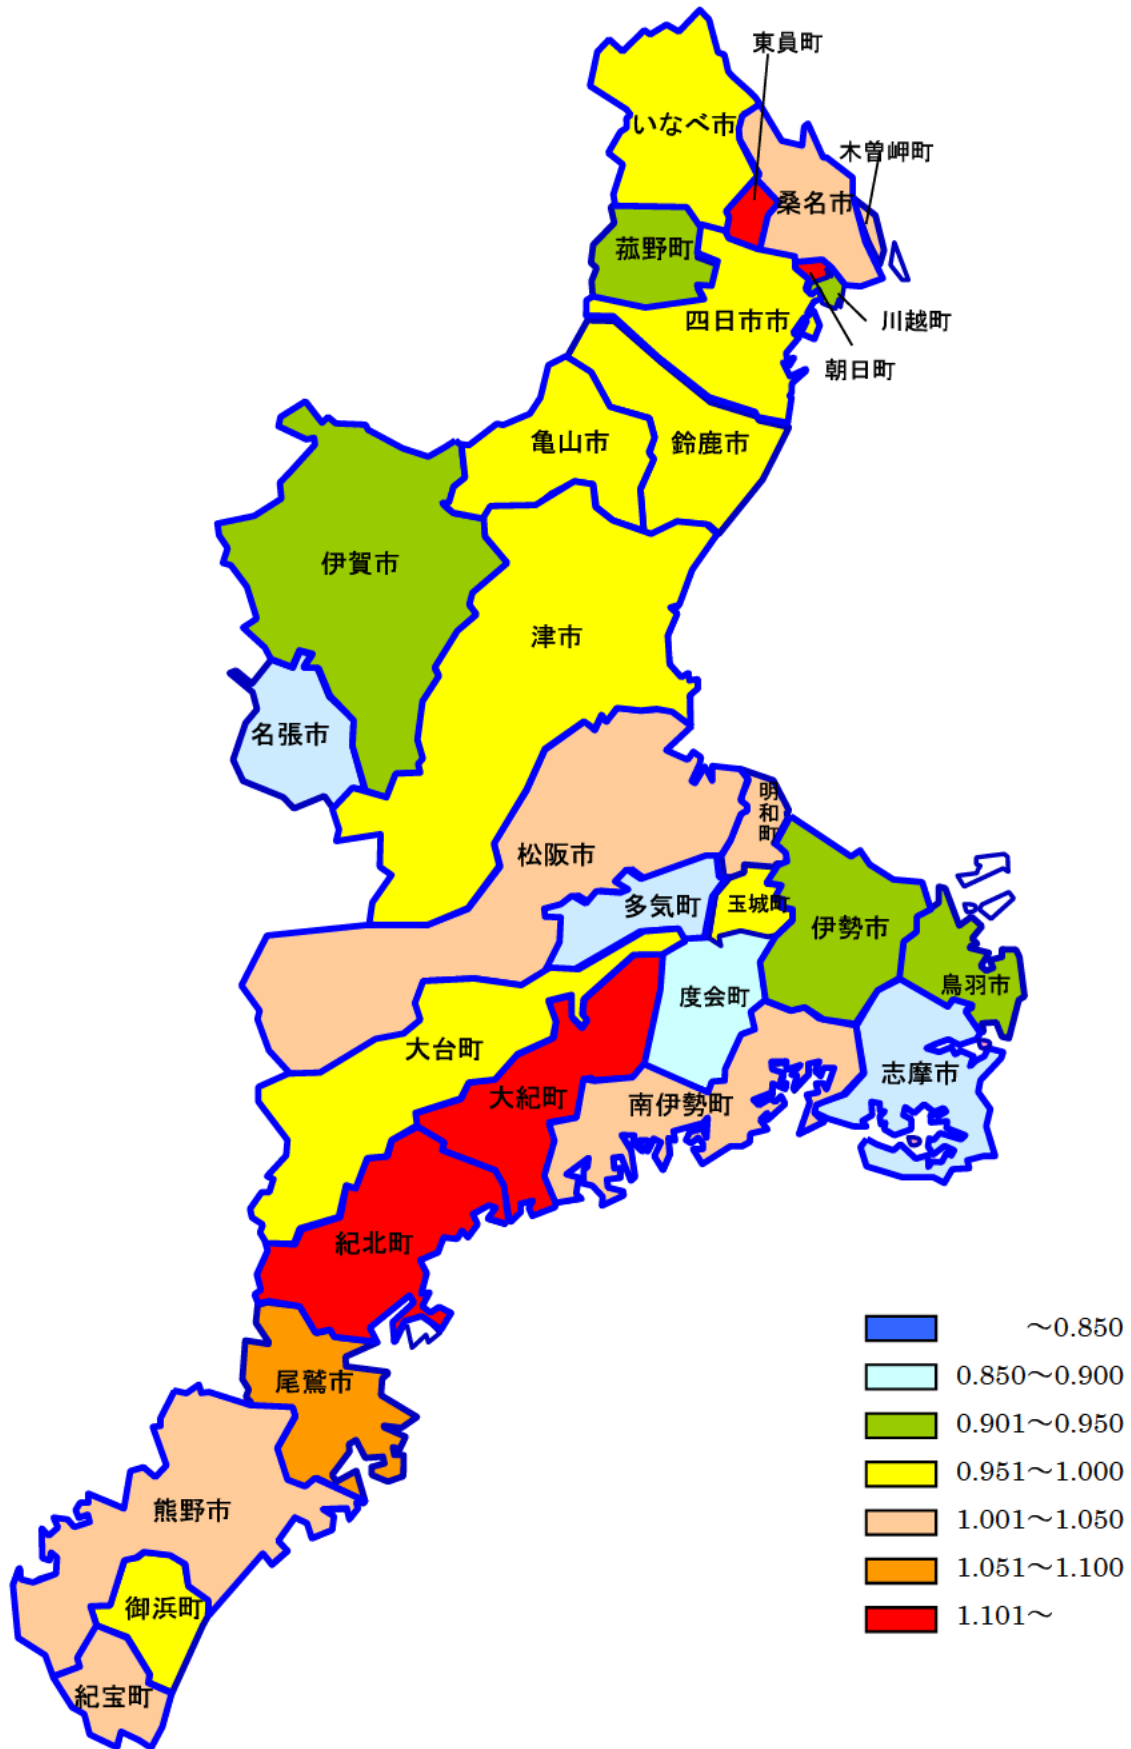 東員町
いなべ市
木曽岬町
桑名市
菰野町
四日市市
川越町
朝日町
亀山市
鈴鹿市
伊賀市
津市
名張市
明和町
松阪市
多気町
玉城町
伊勢市
鳥羽市
度会町
大台町
志摩市
大紀町
南伊勢町
紀北町
尾鷲市
熊野市
御浜町
紀宝町
～0.850
0.850～0.900
0.901～0.950
0.951～1.000
1.001～1.050
1.051～1.100
1.101～